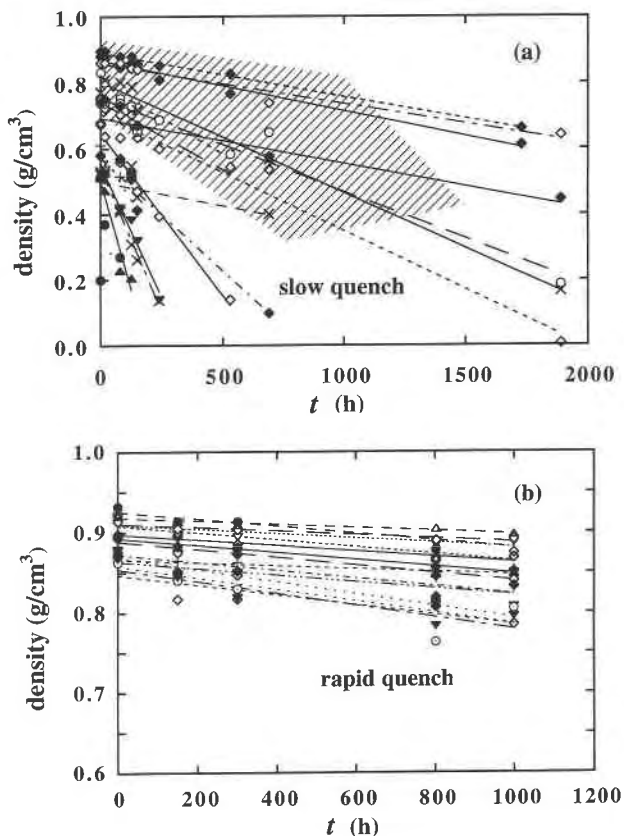 (a)
1.0
0.8
0.6
0.4
0.2
0.0
density (g/cm³)
slow quench
0 500 1000 1500 2000
t (h)
(b)
1.0
0.9
0.8
0.7
0.6
density (g/cm³)
rapid quench
0 200 400 600 800 1000 1200
t (h)